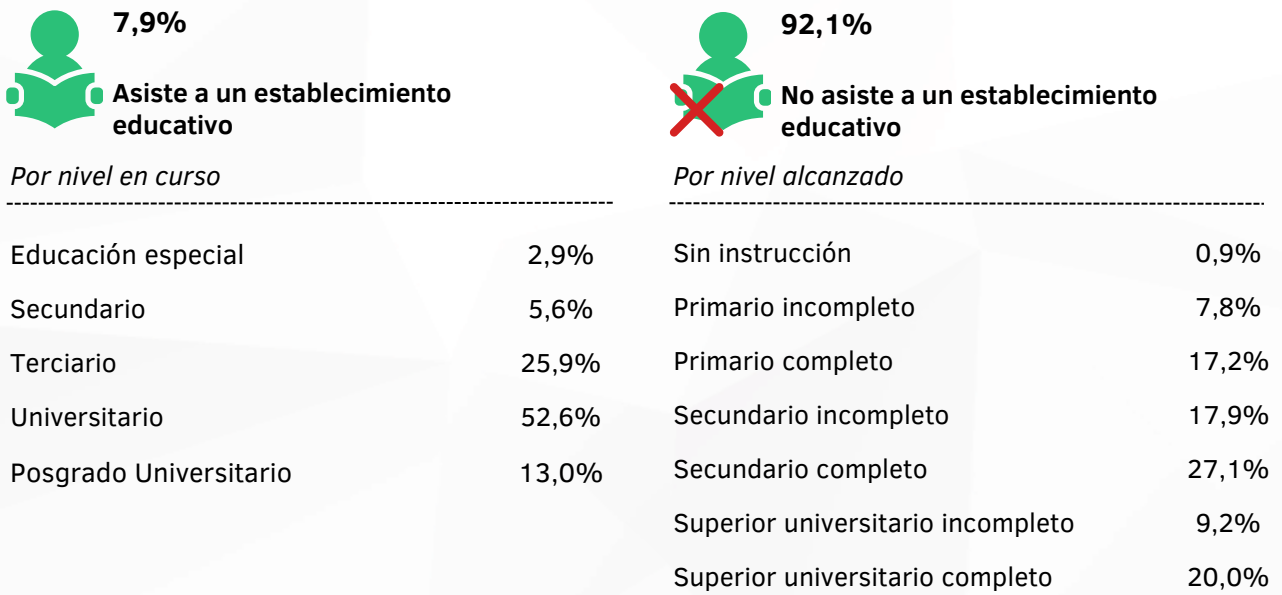 7,9%
Asiste a un establecimiento
educativo
Por nivel en curso
Educación especial 2,9%
Secundario 5,6%
Terciario 25,9%
Universitario 52,6%
Posgrado Universitario 13,0%
92,1%
No asiste a un establecimiento
educativo
Por nivel alcanzado
Sin instrucción 0,9%
Primario incompleto 7,8%
Primario completo 17,2%
Secundario incompleto 17,9%
Secundario completo 27,1%
Superior universitario incompleto 9,2%
Superior universitario completo 20,0%